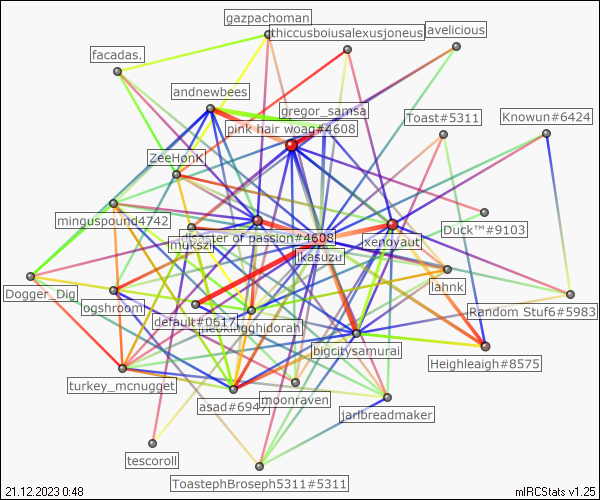 gazpachoman
thiccusboiusalexusjoneus
avelicious
facadas.
andnewbees
gregor_samsa
Toast#5311
Knowun#6424
pink hair woag#4608
ZeeHonK
minguspound4742
Duck™#9103
disaster of passion#4608
mukszi
xenoyaut
ikasuzu
Dogger_Dig
ogshroom
lahnk
Random Stuf6#5983
default#0617
neokingghidorah
bigcitysamurai
Heighleaigh#8575
turkey_mcnugget
asad#6947
moonraven
jarlbreadmaker
tescoroll
ToastephBroseph5311#5311
21.12.2023 0:48
mIRCStats v1.25